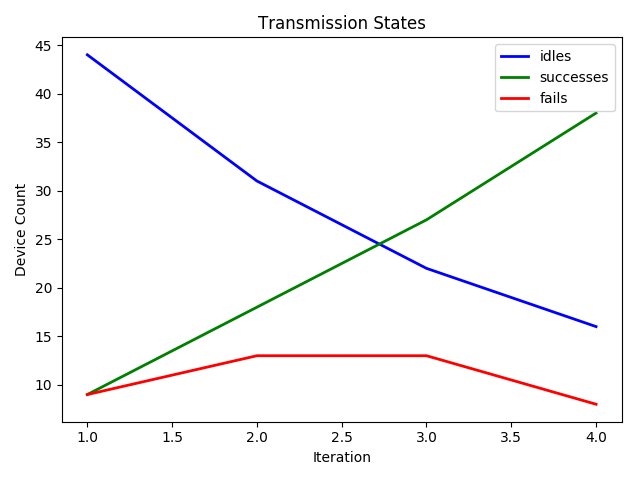 Transmission States
idles
successes
fails
Device Count
45
40
35
30
25
20
15
10
1.0 1.5 2.0 2.5 3.0 3.5 4.0
Iteration